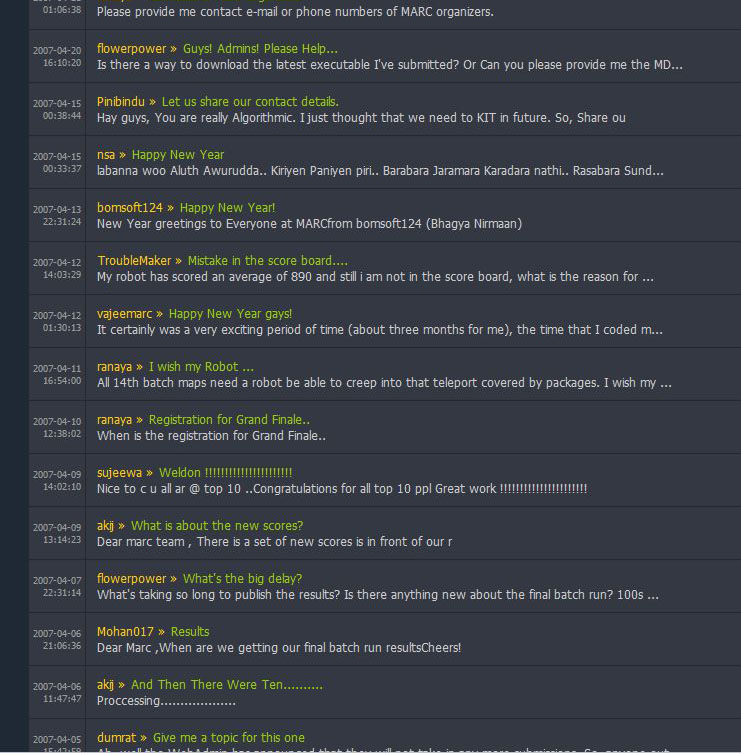 01:06:38 Please provide me contact e-mail or phone numbers of MARC organizers.
2007-04-20 flowerpower » Guys! Admins! Please Help...
16:10:20 Is there a way to download the latest executable I've submitted? Or Can you please provide me the MD...
2007-04-15 Pinibindu » Let us share our contact details.
00:38:44 Hay guys, You are really Algorithmic. I just thought that we need to KIT in future. So, Share ou
2007-04-15 nsa » Happy New Year
00:33:37 labanna woo Aluth Awurudda.. Kiriyen Paniyen piri.. Barabara Jaramara Karadara nathi.. Rasabara Sund...
2007-04-13 bomsoft124 » Happy New Year!
22:31:24 New Year greetings to Everyone at MARCfrom bomsoft124 (Bhagya Nirmaan)
2007-04-12 TroubleMaker » Mistake in the score board....
14:03:29 My robot has scored an average of 890 and still i am not in the score board, what is the reason for ...
2007-04-12 vajeemarc » Happy New Year gays!
01:30:13 It certainly was a very exciting period of time (about three months for me), the time that I coded m...
2007-04-11 ranaya » I wish my Robot ...
16:54:00 All 14th batch maps need a robot be able to creep into that teleport covered by packages. I wish my ...
2007-04-10 ranaya » Registration for Grand Finale..
12:38:02 When is the registration for Grand Finale..
2007-04-09 sujeewa » Weldon !!!!!!!!!!!!!!!!!!!!!!
14:02:10 Nice to c u all ar @ top 10 ..Congratulations for all top 10 ppl Great work !!!!!!!!!!!!!!!!!!!!!!
2007-04-09 akjj » What is about the new scores?
13:14:23 Dear marc team , There is a set of new scores is in front of our r
2007-04-07 flowerpower » What's the big delay?
22:31:14 What's taking so long to publish the results? Is there anything new about the final batch run? 100s ...
2007-04-06 Mohan017 » Results
21:06:36 Dear Marc ,When are we getting our final batch run resultsCheers!
2007-04-06 akjj » And Then There Were Ten..........
11:47:47 Proccessing...................
2007-04-05 dumrat » Give me a topic for this one